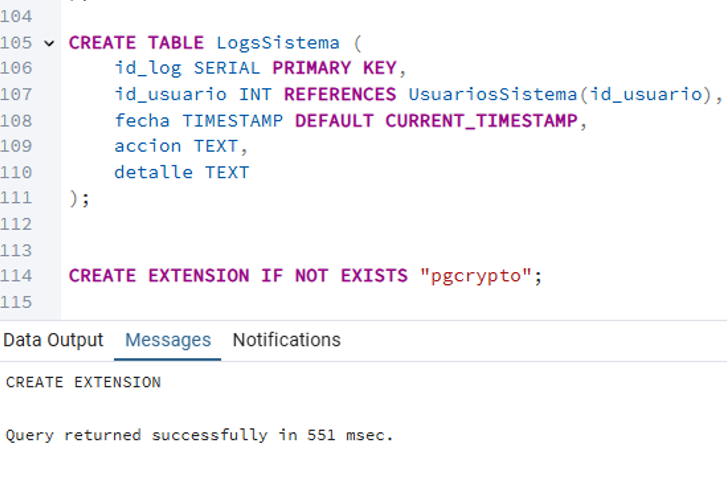 104
105 CREATE TABLE LogsSistema (
106 id_log SERIAL PRIMARY KEY,
107 id_usuario INT REFERENCES UsuariosSistema(id_usuario),
108 fecha TIMESTAMP DEFAULT CURRENT_TIMESTAMP,
109 accion TEXT,
110 detalle TEXT
111 );
112
113
114 CREATE EXTENSION IF NOT EXISTS "pgcrypto";
115
Data Output Messages Notifications
CREATE EXTENSION
Query returned successfully in 551 msec.